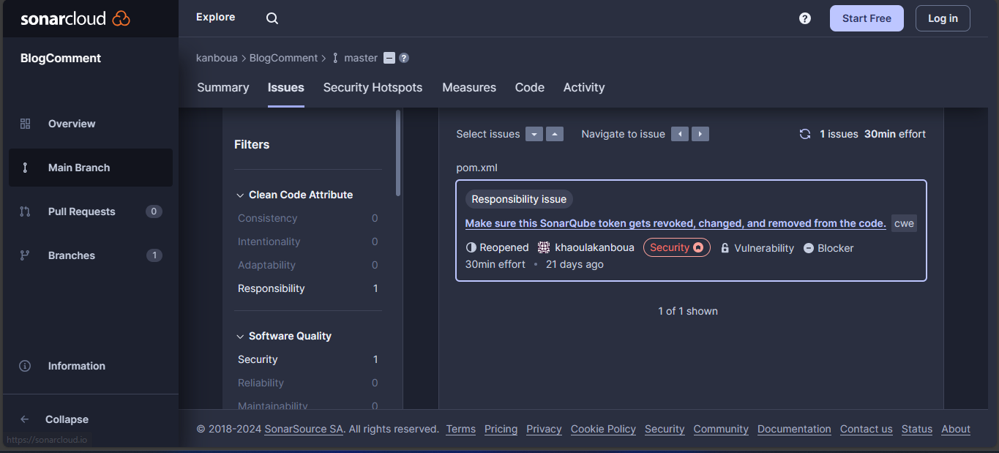 sonarcloud
Explore
Start Free
Log in
BlogComment
kanboua > BlogComment > master
Summary
Issues
Security Hotspots
Measures
Code
Activity
Overview
Main Branch
Pull Requests 0
Branches 1
Information
Collapse
https://sonarcloud.io
Filters
Clean Code Attribute
Consistency 0
Intentionality 0
Adaptability 0
Responsibility 1
Software Quality
Security 1
Reliability 0
Maintainability 0
Select issues
Navigate to issue
1 issues 30min effort
pom.xml
Responsibility issue
Make sure this SonarQube token gets revoked, changed, and removed from the code. cwe
Reopened khaoulakanboua Security Vulnerability Blocker
30min effort • 21 days ago
1 of 1 shown
© 2018-2024 SonarSource SA. All rights reserved. Terms Pricing Privacy Cookie Policy Security Community Documentation Contact us Status About